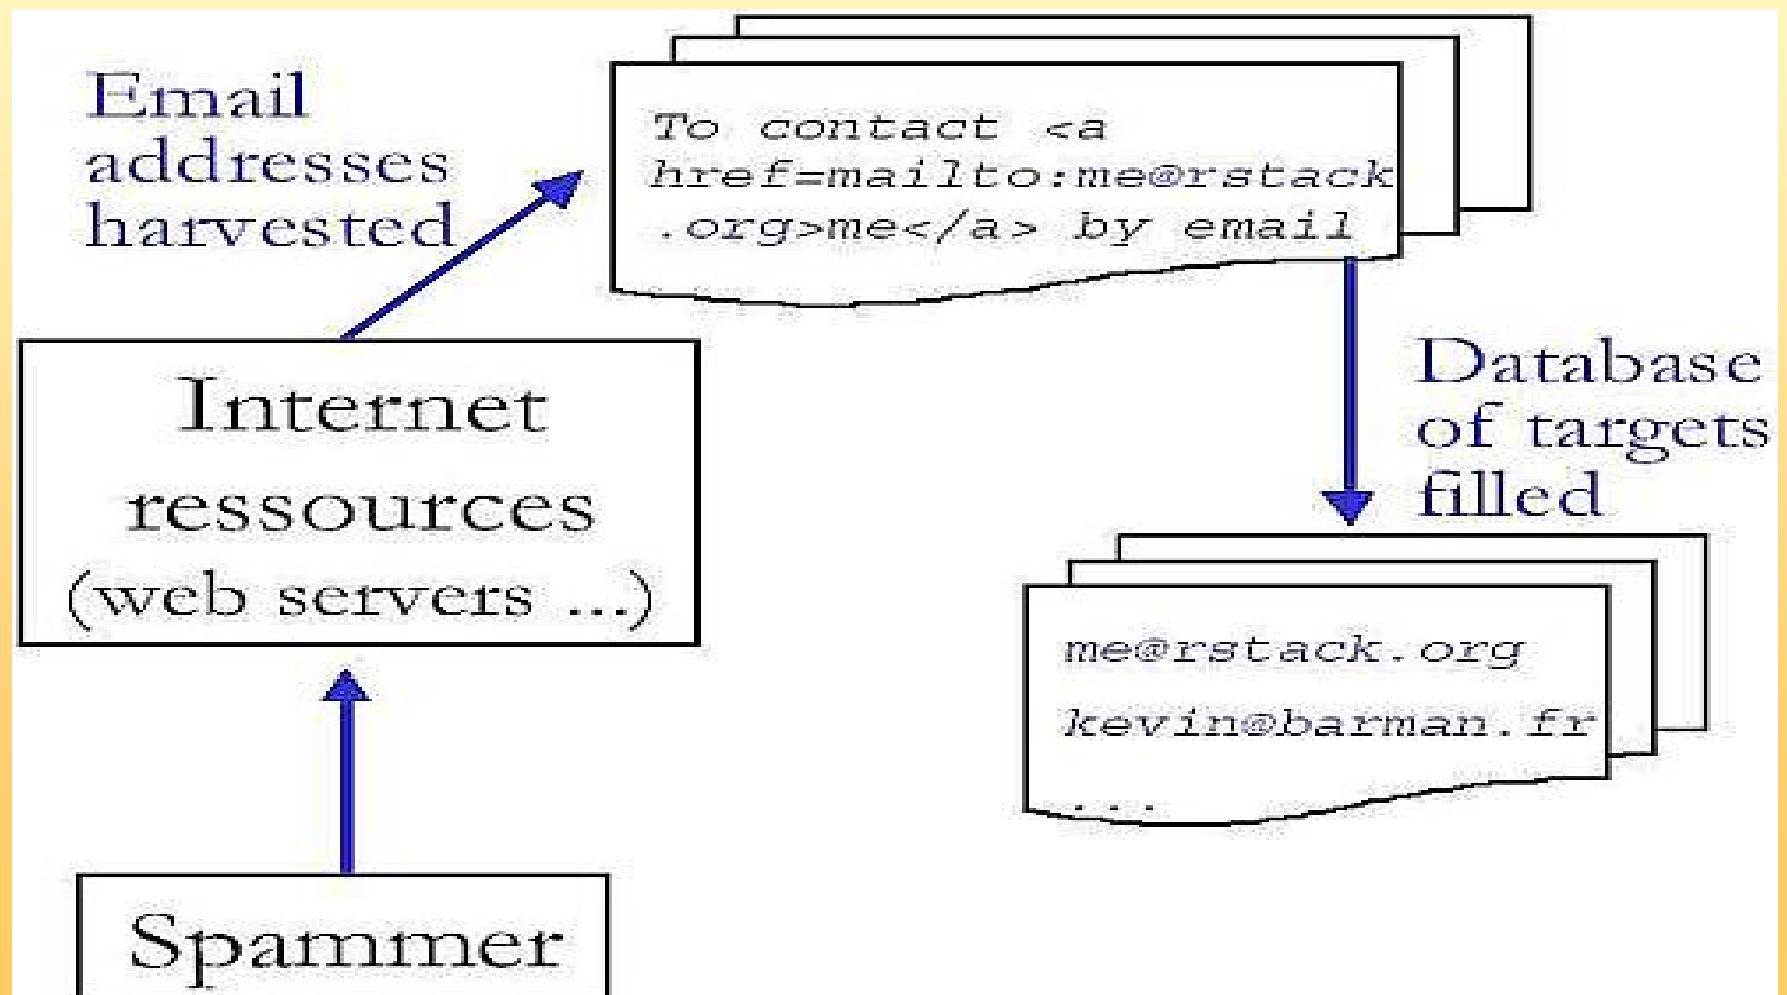 Email
addresses
harvested
To contact <a
href=mailto:me@rstack
.org>me</a> by email
Internet
ressources
(web servers ...)
Database
of targets
filled
me@rstack.org
kevin@barman.fr
...
Spammer